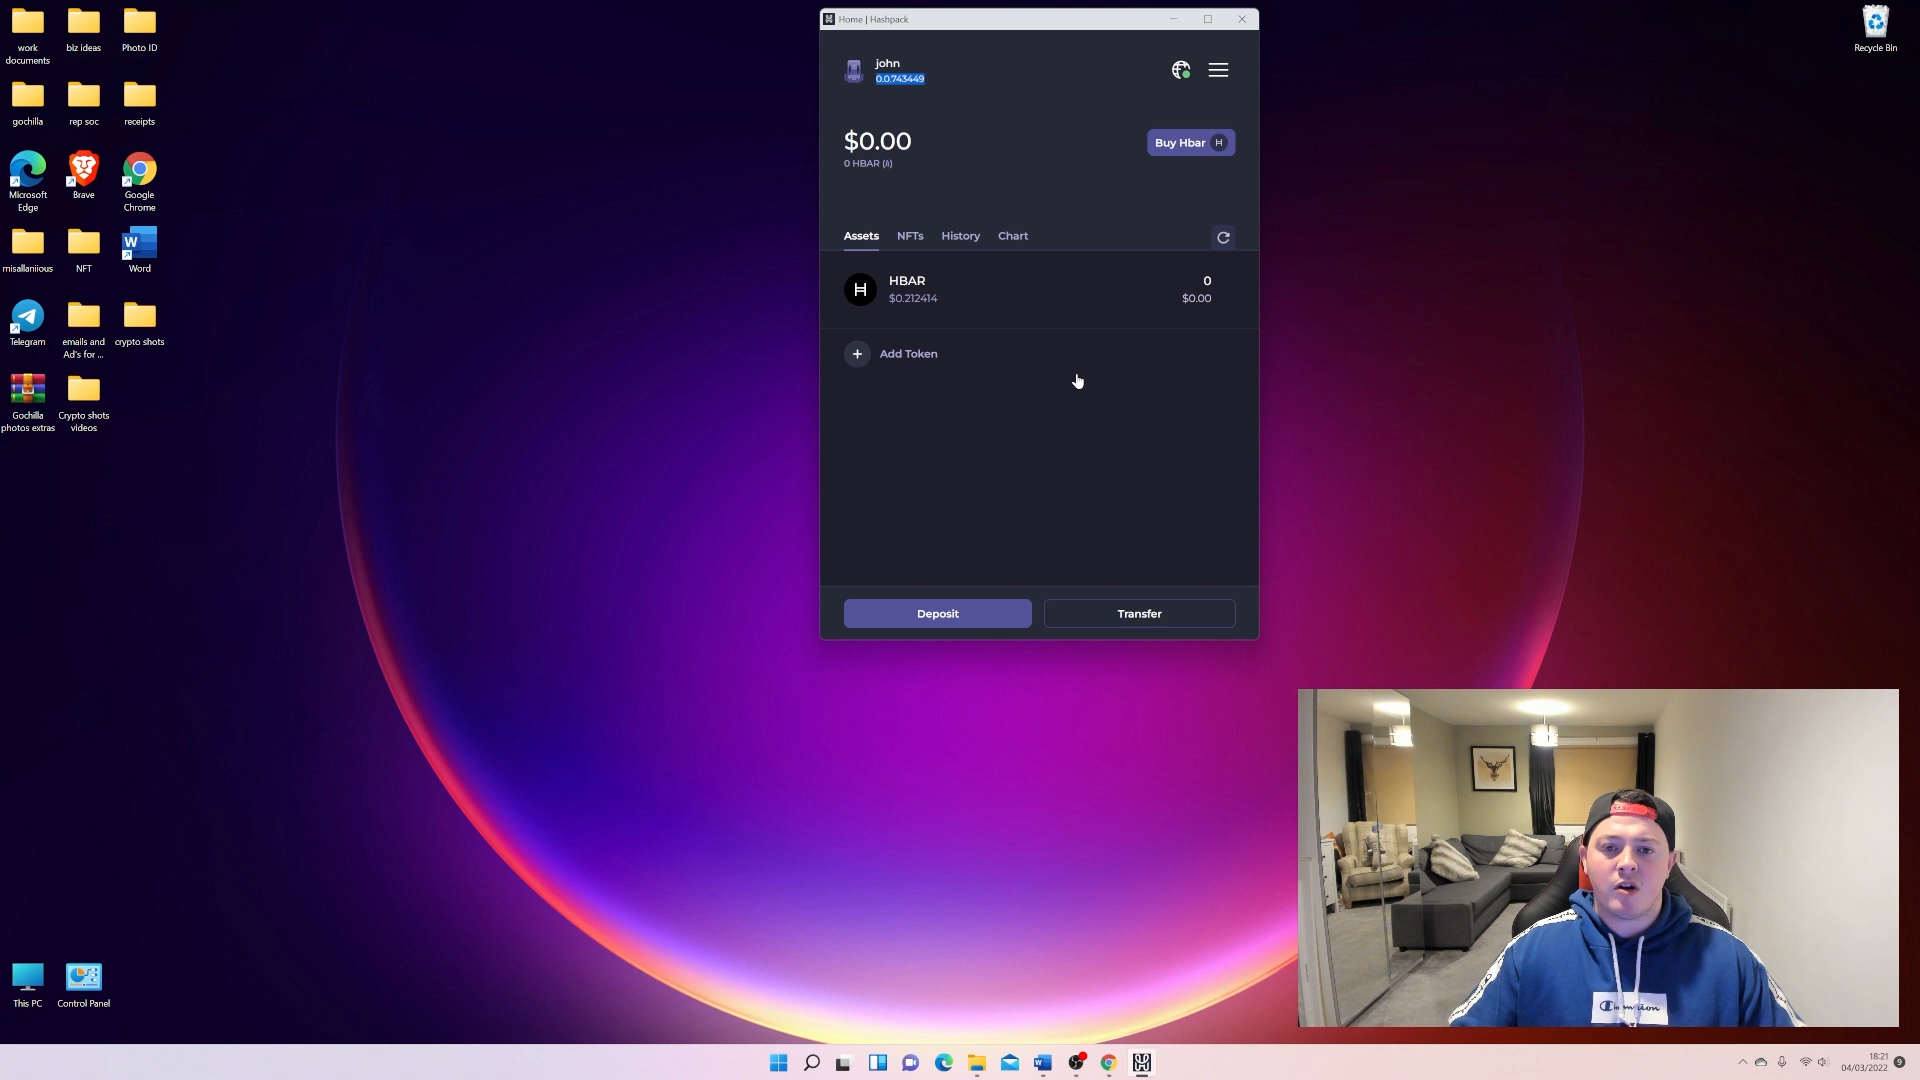 work
documents
biz ideas
Photo ID
gochilla
rep soc
receipts
Microsoft
Edge
Brave
Google
Chrome
misallaniious
NFT
Word
Telegram
emails and
Ad's for ...
crypto shots
Gochilla
photos extras
Crypto shots
videos
This PC
Control Panel
Recycle Bin
Home | Hashpack
john
0.0.743449
$0.00
0 HBAR (ℏ)
Buy Hbar H
Assets
NFTs
History
Chart
HBAR
$0.212414
0
$0.00
Add Token
Deposit
Transfer
18:21
04/03/2022
9